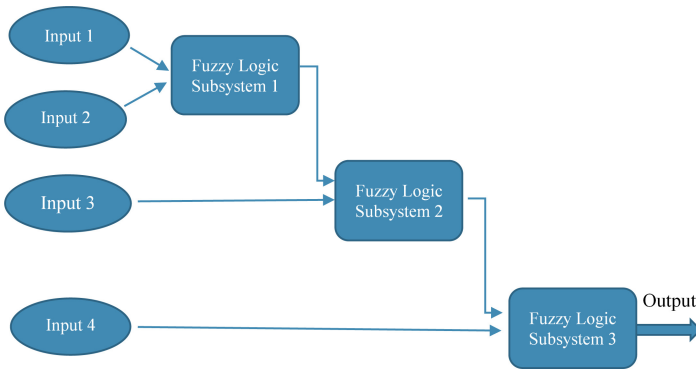 Input 1
Fuzzy Logic
Subsystem 1
Input 2
Input 3
Fuzzy Logic
Subsystem 2
Input 4
Output
Fuzzy Logic
Subsystem 3